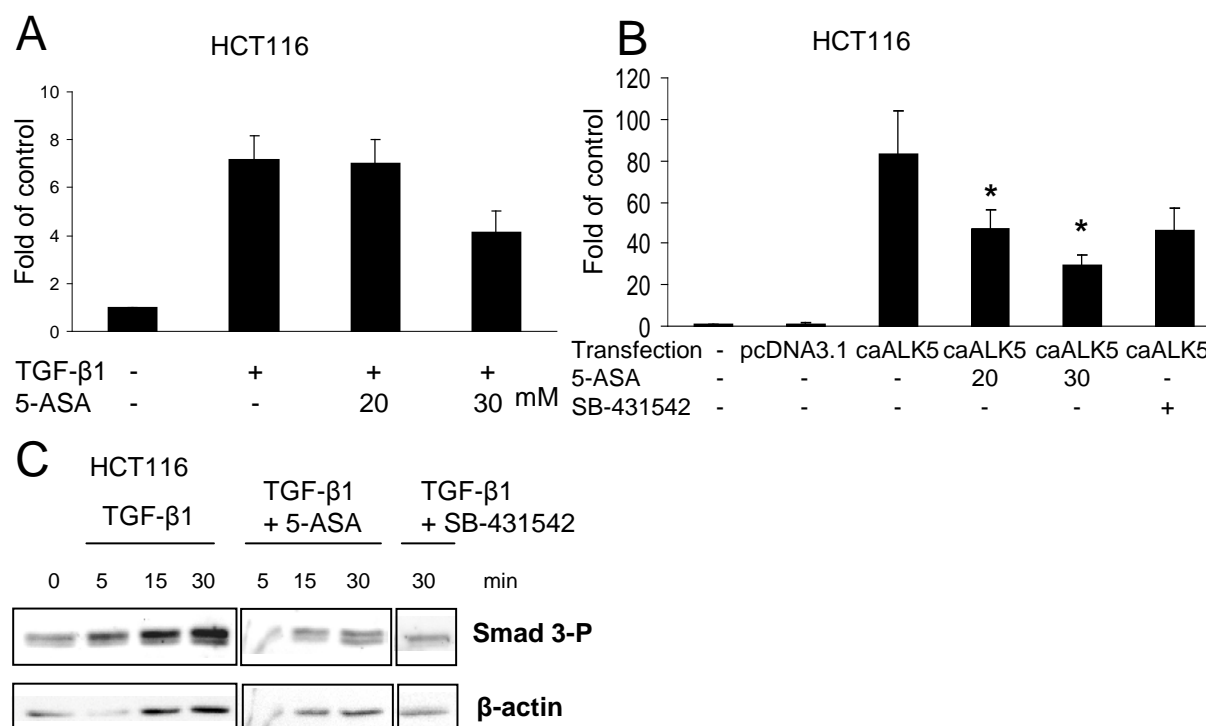 A
HCT116
Fold of control
10
8
6
4
2
0
TGF-β1 - + + +
5-ASA - - 20 30 mM
B
HCT116
Fold of control
120
100
80
60
40
20
0
* *
Transfection - pcDNA3.1 caALK5 caALK5 caALK5 caALK5
5-ASA - - - 20 30 -
SB-431542 - - - - - +
C
HCT116
TGF-β1
TGF-β1
+ 5-ASA
TGF-β1
+ SB-431542
0 5 15 30 5 15 30 30 min
Smad 3-P
β-actin